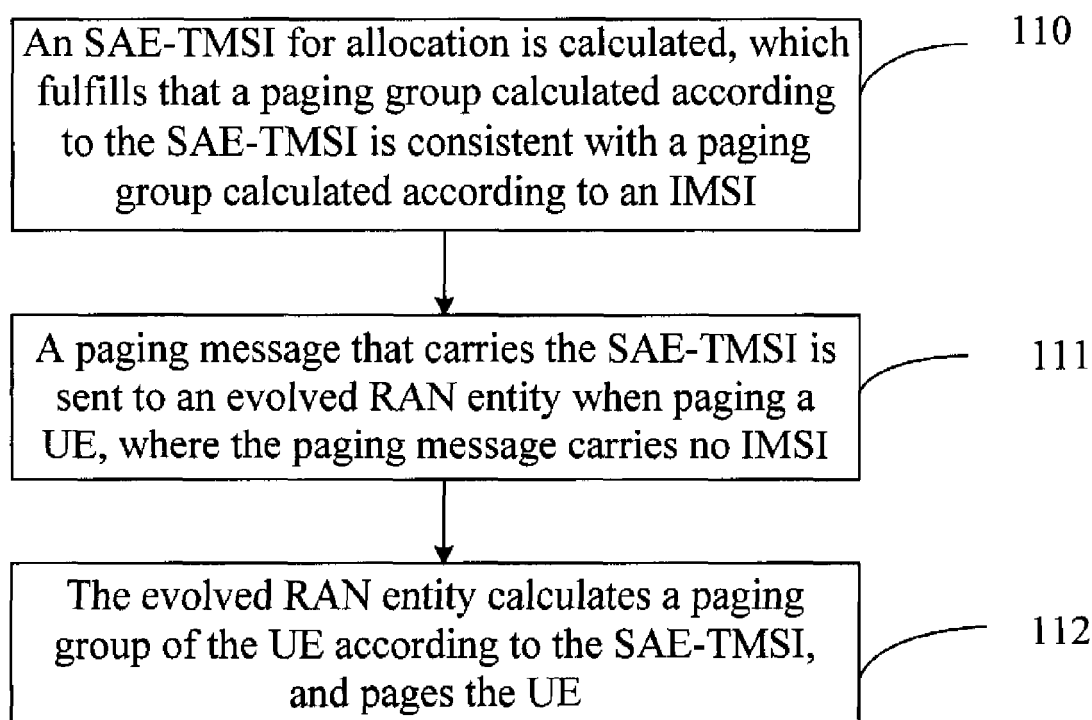 An SAE-TMSI for allocation is calculated, which
fulfills that a paging group calculated according
to the SAE-TMSI is consistent with a paging
group calculated according to an IMSI
110
A paging message that carries the SAE-TMSI is
sent to an evolved RAN entity when paging a
UE, where the paging message carries no IMSI
111
The evolved RAN entity calculates a paging
group of the UE according to the SAE-TMSI,
and pages the UE
112